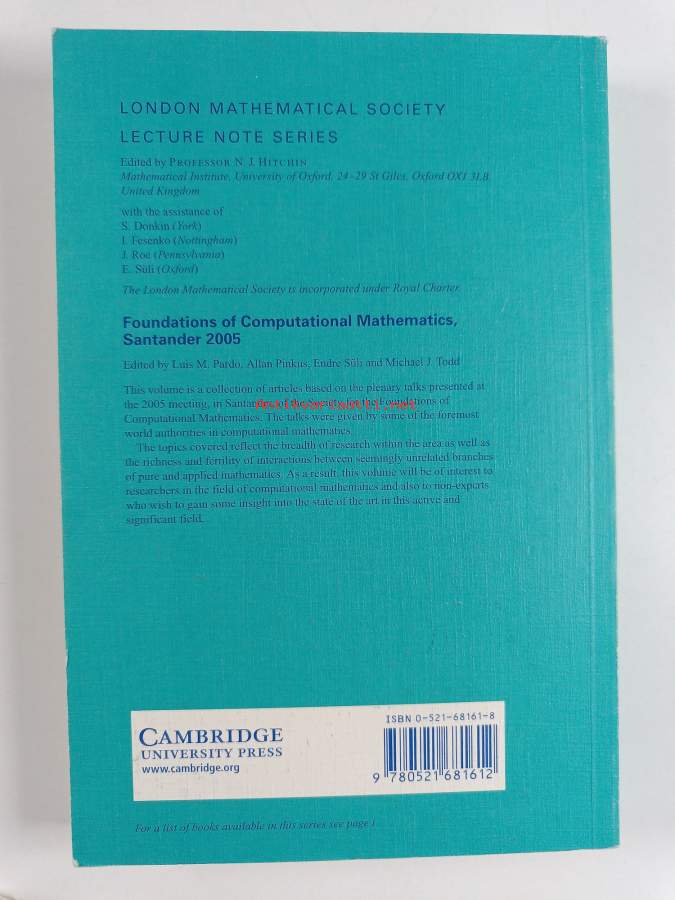 LONDON MATHEMATICAL SOCIETY
LECTURE NOTE SERIES
Edited by PROFESSOR N. J. HITCHIN
Mathematical Institute, University of Oxford, 24–29 St Giles, Oxford OX1 3LB,
United Kingdom
with the assistance of
S. Donkin (York)
I. Fesenko (Nottingham)
J. Roe (Pennsylvania)
E. Süli (Oxford)
The London Mathematical Society is incorporated under Royal Charter.
Foundations of Computational Mathematics,
Santander 2005
Edited by Luis M. Pardo, Allan Pinkus, Endre Süli and Michael J. Todd
This volume is a collection of articles based on the plenary talks presented at
the 2005 meeting, in Santander, of the Society for the Foundations of
Antikvariaatti.net
Computational Mathematics. The talks were given by some of the foremost
world authorities in computational mathematics.
The topics covered reflect the breadth of research within the area as well as
the richness and fertility of interactions between seemingly unrelated branches
of pure and applied mathematics. As a result, this volume will be of interest to
researchers in the field of computational mathematics and also to non-experts
who wish to gain some insight into the state of the art in this active and
significant field.
CAMBRIDGE
UNIVERSITY PRESS
www.cambridge.org
ISBN 0-521-68161-8
9 780521 681612
For a list of books available in this series see page i